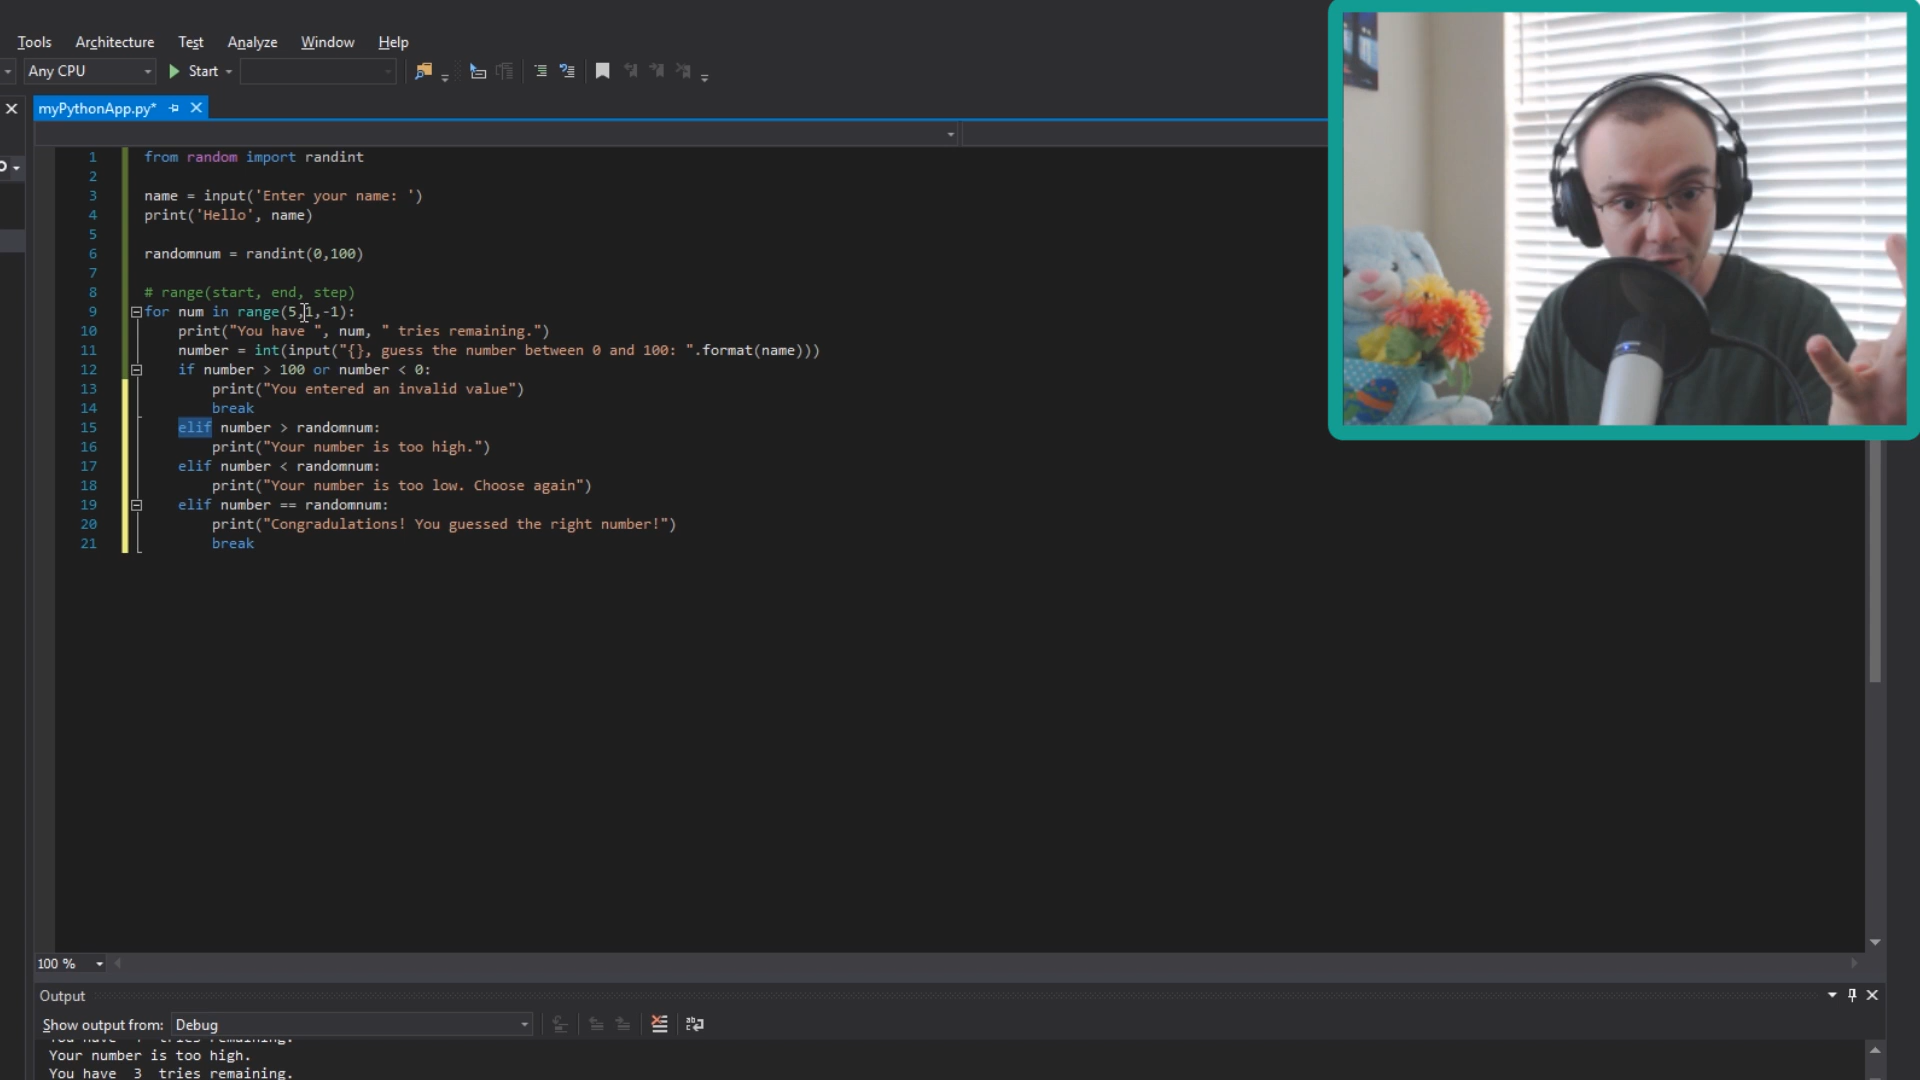 Tools Architecture Test Analyze Window Help
Any CPU Start
myPythonApp.py*
1 from random import randint
2
3 name = input('Enter your name: ')
4 print('Hello', name)
5
6 randomnum = randint(0,100)
7
8 # range(start, end, step)
9 for num in range(5,1,-1):
10 print("You have ", num, " tries remaining.")
11 number = int(input("{}, guess the number between 0 and 100: ".format(name)))
12 if number > 100 or number < 0:
13 print("You entered an invalid value")
14 break
15 elif number > randomnum:
16 print("Your number is too high.")
17 elif number < randomnum:
18 print("Your number is too low. Choose again")
19 elif number == randomnum:
20 print("Congradulations! You guessed the right number!")
21 break
100 %
Output
Show output from: Debug
tries remaining.
Your number is too high.
You have 3 tries remaining.